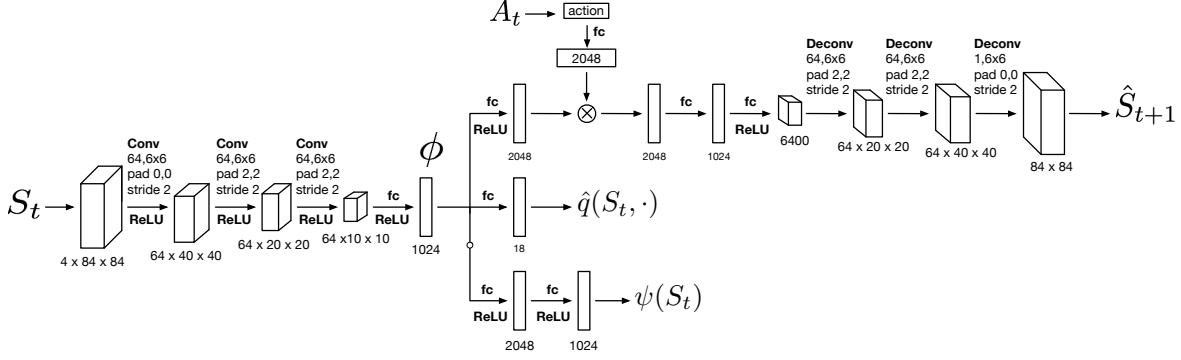 A_t
action
fc
2048
fc
ReLU
2048
⊗
2048
fc
1024
fc
ReLU
6400
Deconv
64,6x6
pad 2,2
stride 2
64 x 20 x 20
Deconv
64,6x6
pad 2,2
stride 2
64 x 40 x 40
Deconv
1,6x6
pad 0,0
stride 2
84 x 84
Ŝ_{t+1}
S_t
4 x 84 x 84
Conv
64,6x6
pad 0,0
stride 2
ReLU
64 x 40 x 40
Conv
64,6x6
pad 2,2
stride 2
ReLU
64 x 20 x 20
Conv
64,6x6
pad 2,2
stride 2
ReLU
64 x10 x 10
fc
ReLU
ϕ
1024
fc
18
q̂(S_t, ·)
fc
ReLU
2048
fc
ReLU
1024
ψ(S_t)